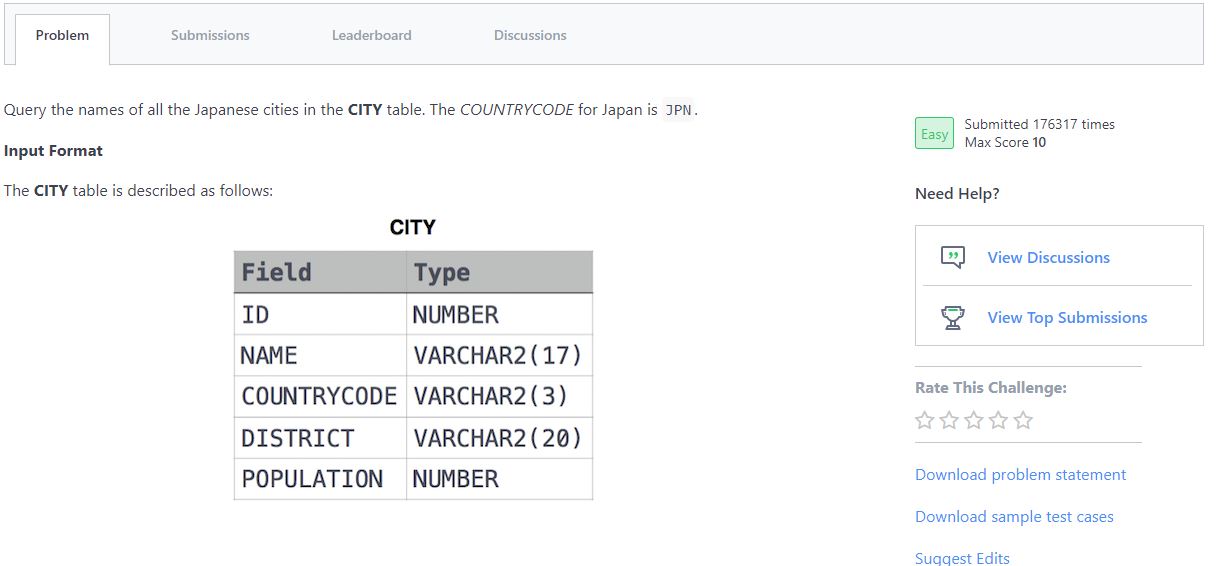 Problem
Submissions
Leaderboard
Discussions
Query the names of all the Japanese cities in the CITY table. The COUNTRYCODE for Japan is JPN.
Input Format
The CITY table is described as follows:
CITY
Field Type
ID NUMBER
NAME VARCHAR2(17)
COUNTRYCODE VARCHAR2(3)
DISTRICT VARCHAR2(20)
POPULATION NUMBER
Easy
Submitted 176317 times
Max Score 10
Need Help?
View Discussions
View Top Submissions
Rate This Challenge:
Download problem statement
Download sample test cases
Suggest Edits